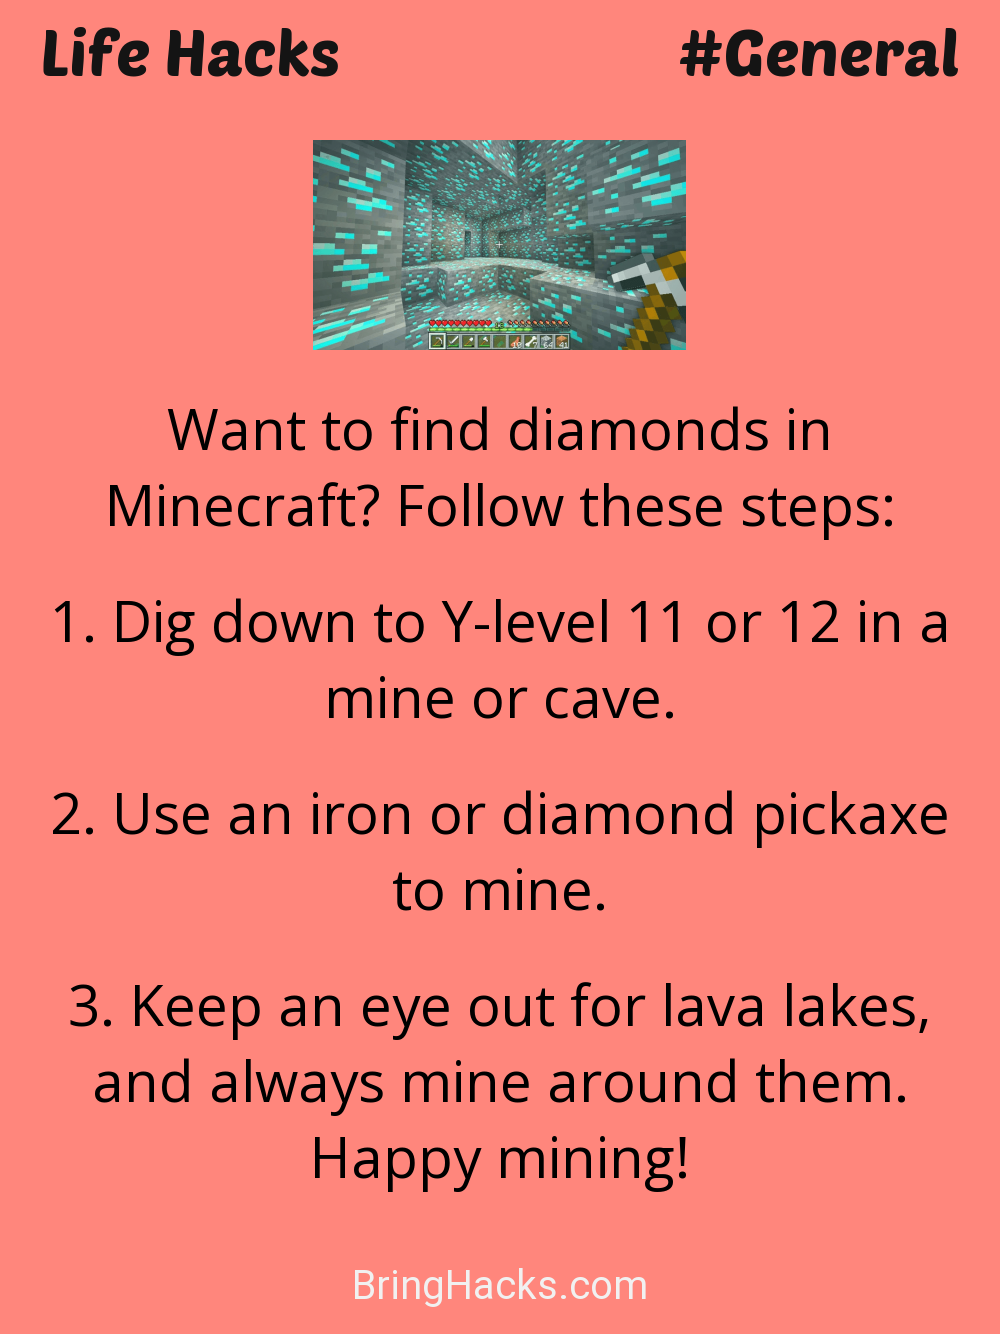 Life Hacks #General
Want to find diamonds in
Minecraft? Follow these steps:
1. Dig down to Y-level 11 or 12 in a
mine or cave.
2. Use an iron or diamond pickaxe
to mine.
3. Keep an eye out for lava lakes,
and always mine around them.
Happy mining!
BringHacks.com